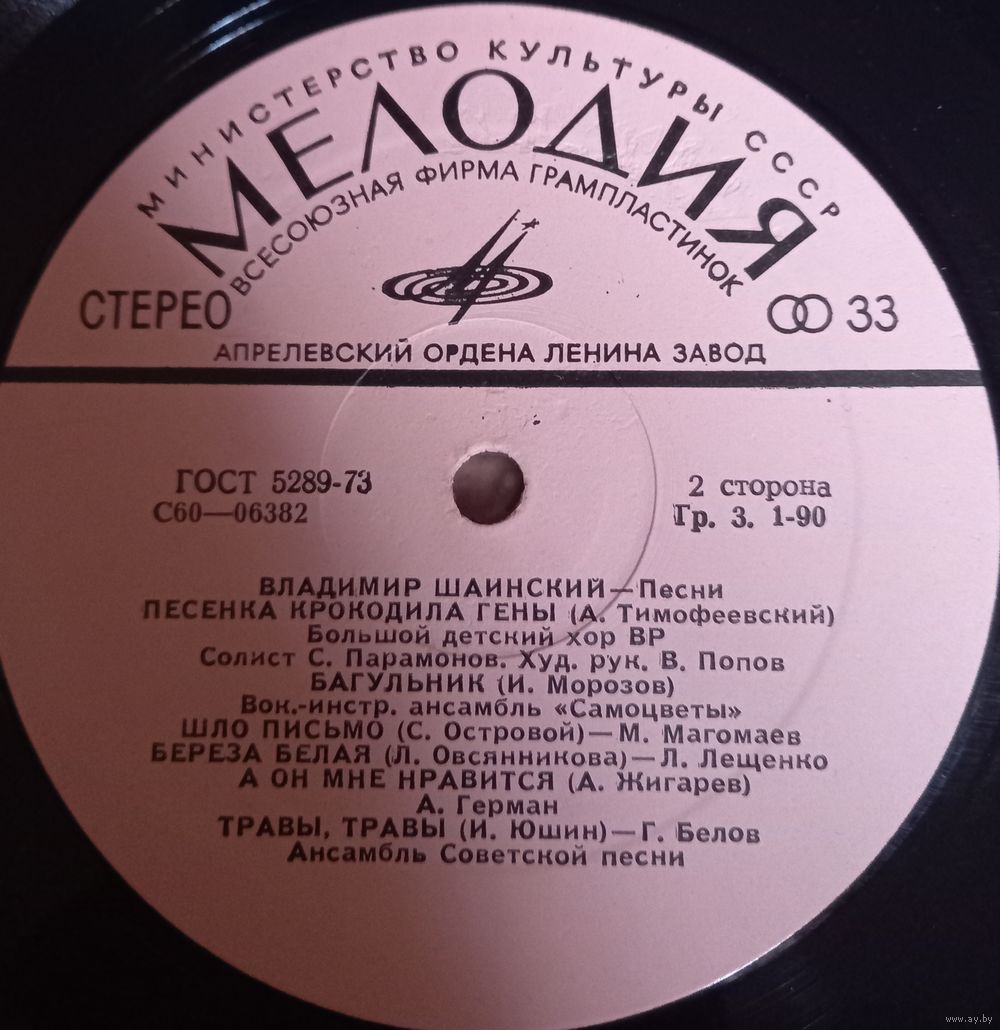 МИНИСТЕРСТВО КУЛЬТУРЫ СССР
МЕЛОДИЯ
ВСЕСОЮЗНАЯ ФИРМА ГРАМПЛАСТИНОК
СТЕРЕО
33
АПРЕЛЕВСКИЙ ОРДЕНА ЛЕНИНА ЗАВОД
ГОСТ 5289-73
С60—06382
2 сторона
Гр. 3. 1-90
ВЛАДИМИР ШАИНСКИЙ—Песни
ПЕСЕНКА КРОКОДИЛА ГЕНЫ (А. Тимофеевский)
Большой детский хор ВР
Солист С. Парамонов. Худ. рук. В. Попов
БАГУЛЬНИК (И. Морозов)
Вок.-инстр. ансамбль «Самоцветы»
ШЛО ПИСЬМО (С. Островой)—М. Магомаев
БЕРЕЗА БЕЛАЯ (Л. Овсянникова)—Л. Лещенко
А ОН МНЕ НРАВИТСЯ (А. Жигарев)
А. Герман
ТРАВЫ, ТРАВЫ (И. Юшин)—Г. Белов
Ансамбль Советской песни
www.ay.by